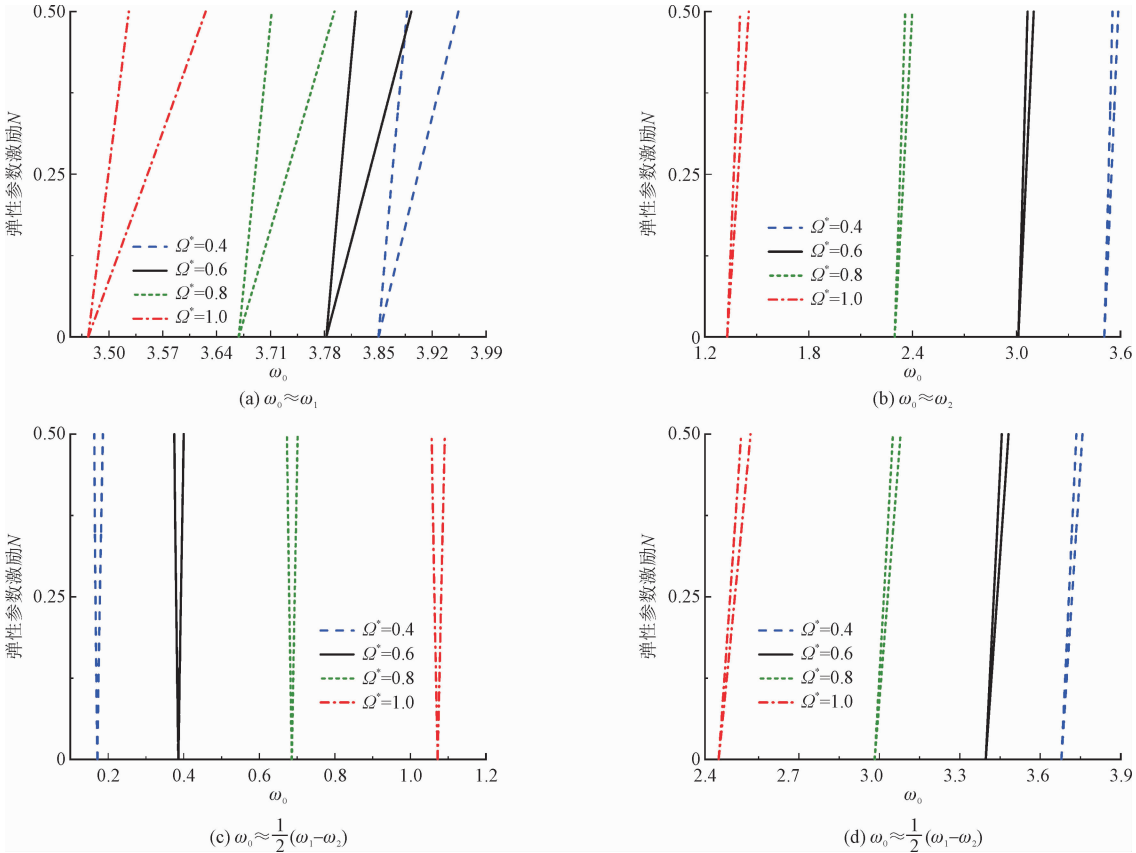 0.50
0.25
0
弹性参数激励N
Ω*=0.4
Ω*=0.6
Ω*=0.8
Ω*=1.0
3.50 3.57 3.64 3.71 3.78 3.85 3.92 3.99
ω₀
(a) ω₀≈ω₁
0.50
0.25
0
弹性参数激励N
Ω*=0.4
Ω*=0.6
Ω*=0.8
Ω*=1.0
1.2 1.8 2.4 3.0 3.6
ω₀
(b) ω₀≈ω₂
0.50
0.25
0
弹性参数激励N
Ω*=0.4
Ω*=0.6
Ω*=0.8
Ω*=1.0
0.2 0.4 0.6 0.8 1.0 1.2
ω₀
(c) ω₀≈1/2(ω₁−ω₂)
0.50
0.25
0
弹性参数激励N
Ω*=0.4
Ω*=0.6
Ω*=0.8
Ω*=1.0
2.4 2.7 3.0 3.3 3.6 3.9
ω₀
(d) ω₀≈1/2(ω₁−ω₂)